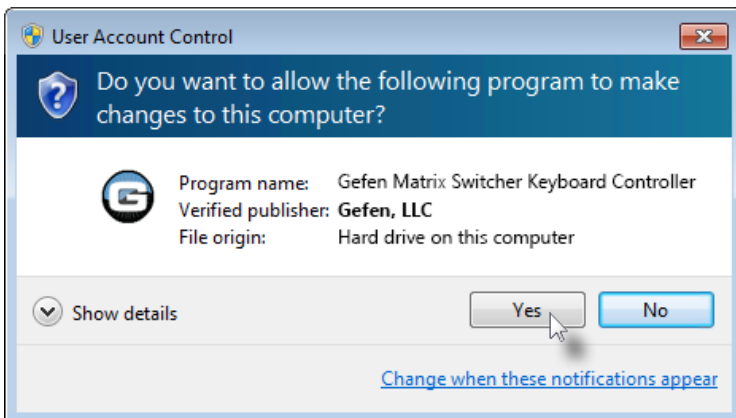 User Account Control
Do you want to allow the following program to make
changes to this computer?
Program name: Gefen Matrix Switcher Keyboard Controller
Verified publisher: Gefen, LLC
File origin: Hard drive on this computer
Show details
Yes
No
Change when these notifications appear